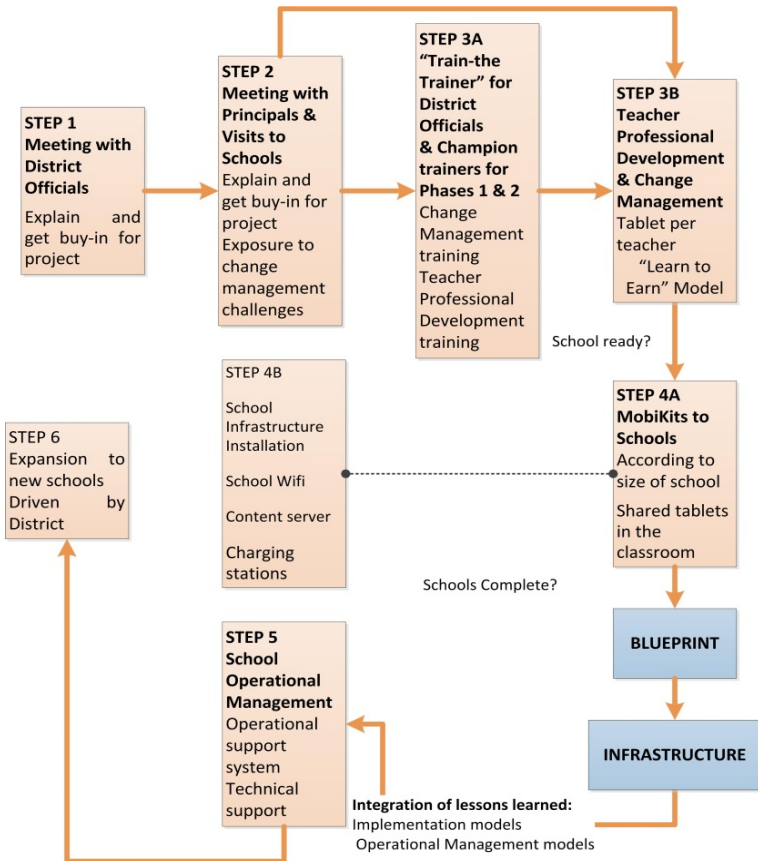 STEP 1
Meeting with
District
Officials
Explain and
get buy-in for
project
STEP 2
Meeting with
Principals &
Visits to
Schools
Explain and
get buy-in for
project
Exposure to
change
management
challenges
STEP 3A
“Train-the
Trainer” for
District
Officials
& Champion
trainers for
Phases 1 & 2
Change
Management
training
Teacher
Professional
Development
training
STEP 3B
Teacher
Professional
Development
& Change
Management
Tablet per
teacher
“Learn to
Earn” Model
School ready?
STEP 4A
MobiKits to
Schools
According to
size of school
Shared tablets
in the
classroom
STEP 4B
School
Infrastructure
Installation
School Wifi
Content server
Charging
stations
Schools Complete?
BLUEPRINT
INFRASTRUCTURE
Integration of lessons learned:
Implementation models
Operational Management models
STEP 5
School
Operational
Management
Operational
support
system
Technical
support
STEP 6
Expansion to
new schools
Driven by
District